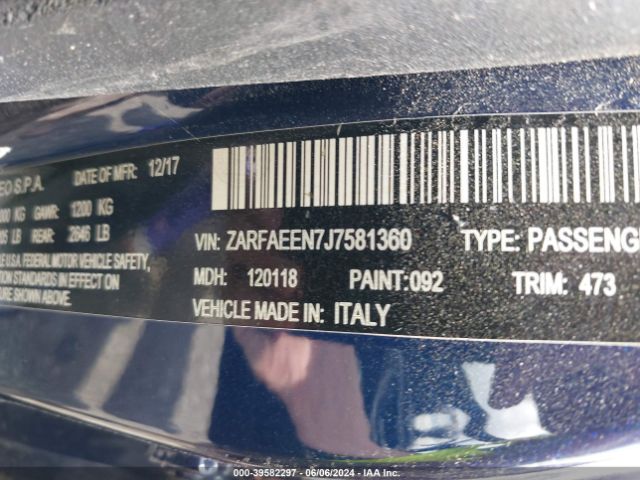 S.P.A. DATE OF MFR: 12/17
KG GAWR: 1200 KG
LB REAR: 2646 LB
U.S.A. FEDERAL MOTOR VEHICLE SAFETY,
STANDARDS IN EFFECT ON
SHOWN ABOVE.
VIN: ZARFAEEN7J7581360 TYPE: PASSENG
MDH: 120118 PAINT:092 TRIM: 473
VEHICLE MADE IN: ITALY
000-39582297 - 06/06/2024 - IAA Inc.